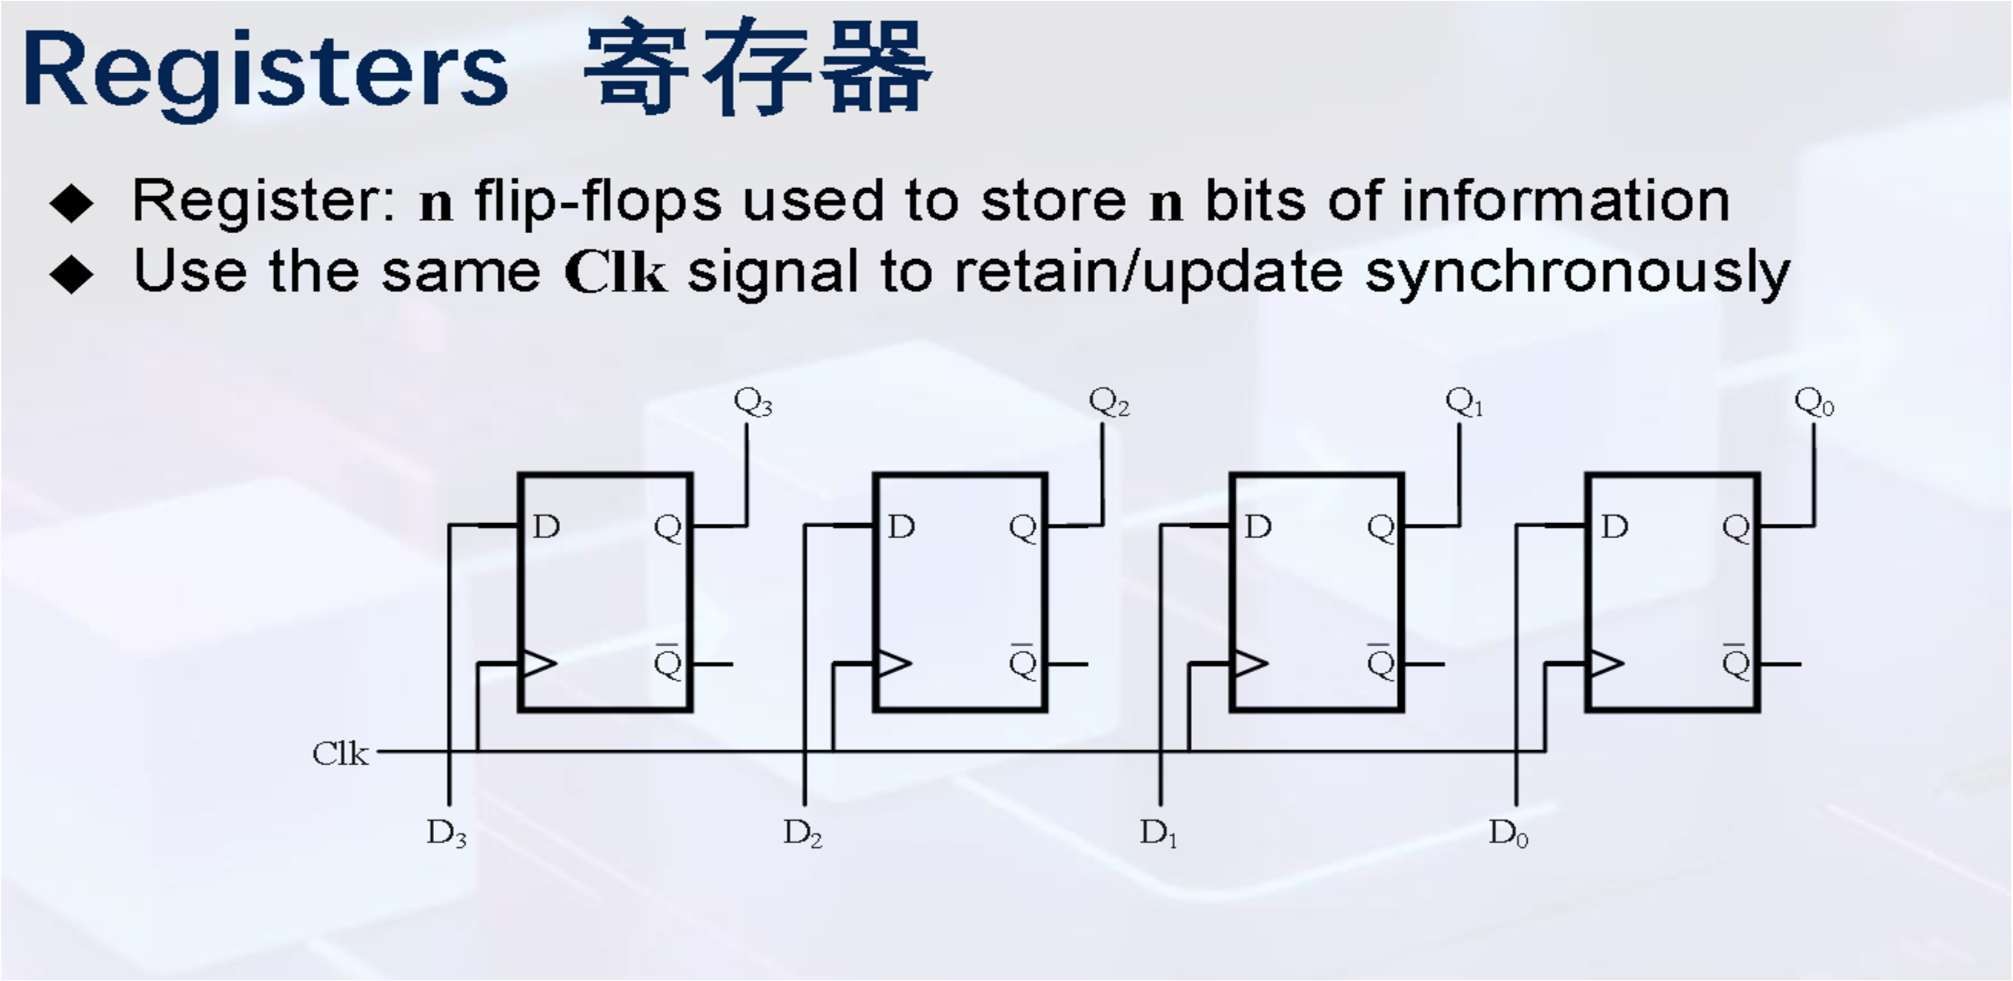 Registers 寄存器
◆ Register: n flip-flops used to store n bits of information
◆ Use the same Clk signal to retain/update synchronously
Q₃ Q₂ Q₁ Q₀
D Q D Q D Q D Q
Q̅ Q̅ Q̅ Q̅
Clk
D₃ D₂ D₁ D₀